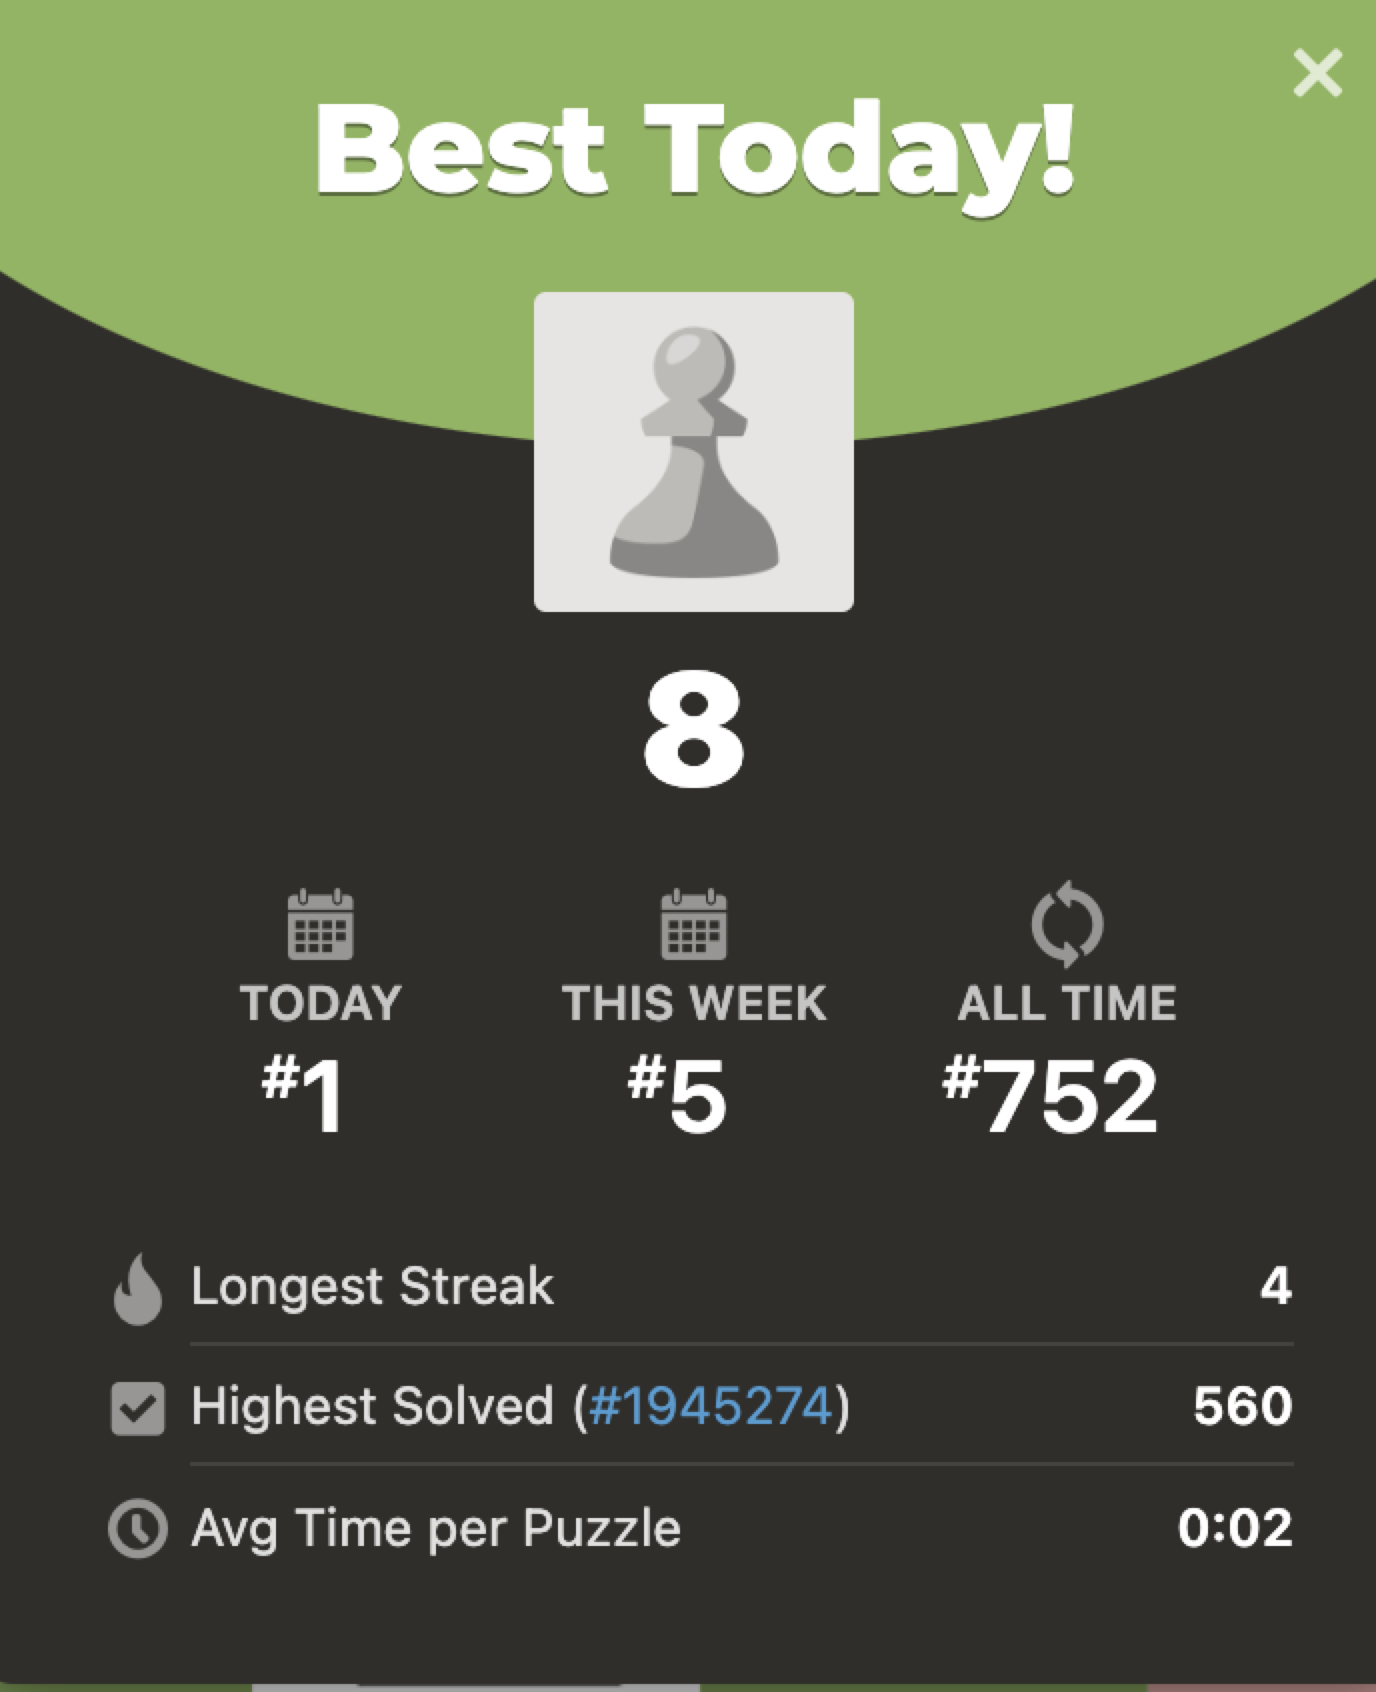 Best Today!
8
TODAY THIS WEEK ALL TIME
#1 #5 #752
Longest Streak 4
Highest Solved (#1945274) 560
Avg Time per Puzzle 0:02